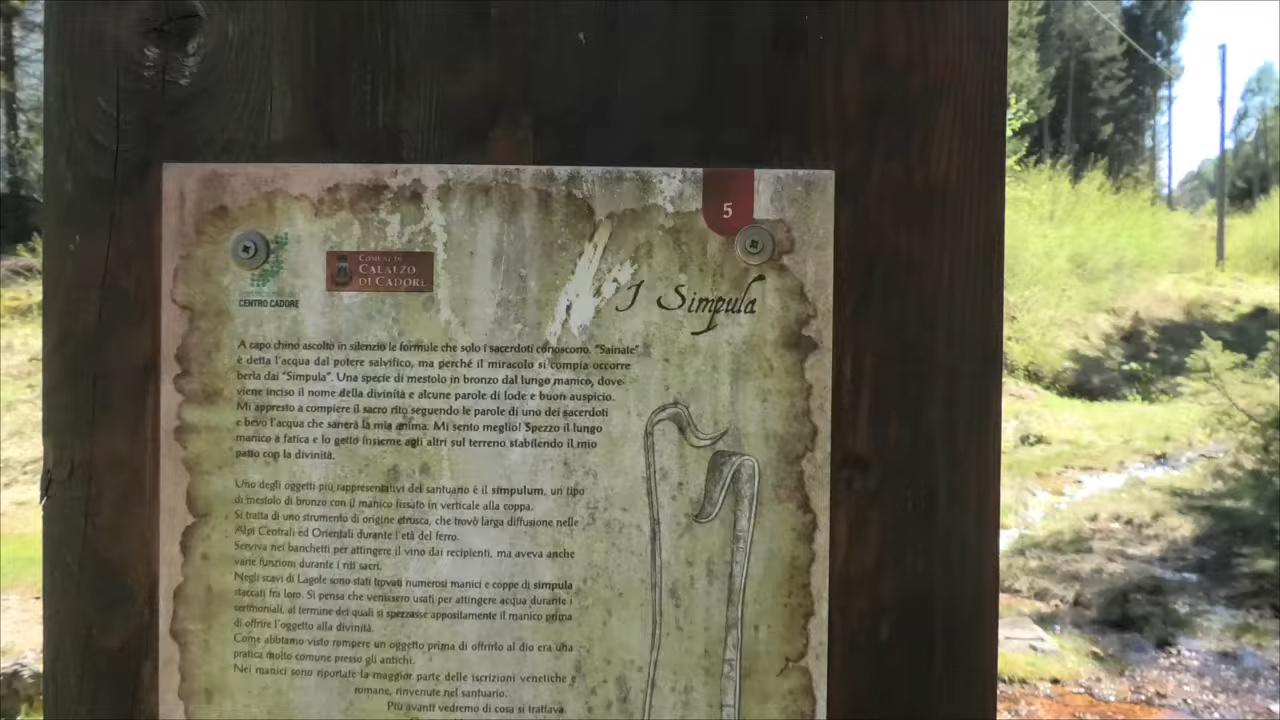 5
CENTRO CADORE
COMUNE DI
CALALZO
DI CADORE
I Simpula
A capo chino ascolto in silenzio le formule che solo i sacerdoti conoscono. "Sainate"
è detta l'acqua dal potere salvifico, ma perché il miracolo si compia occorre
berla dai "Simpula". Una specie di mestolo in bronzo dal lungo manico, dove
viene inciso il nome della divinità e alcune parole di lode e buon auspicio.
Mi appresto a compiere il sacro rito seguendo le parole di uno dei sacerdoti
e bevo l'acqua che sanerà la mia anima. Mi sento meglio! Spezzo il lungo
manico a fatica e lo getto insieme agli altri sul terreno stabilendo il mio
patto con la divinità.
Uno degli oggetti più rappresentativi del santuario è il simpulum, un tipo
di mestolo di bronzo con il manico fissato in verticale alla coppa.
Si tratta di uno strumento di origine etrusca, che trovò larga diffusione nelle
Alpi Centrali ed Orientali durante l'età del ferro.
Serviva nei banchetti per attingere il vino dai recipienti, ma aveva anche
varie funzioni durante i riti sacri.
Negli scavi di Lagole sono stati trovati numerosi manici e coppe di simpula
staccati fra loro. Si pensa che venissero usati per attingere acqua durante i
cerimoniali, al termine dei quali si spezzasse appositamente il manico prima
di offrire l'oggetto alla divinità.
Come abbiamo visto rompere un oggetto prima di offrirlo al dio era una
pratica molto comune presso gli antichi.
Nei manici sono riportate la maggior parte delle iscrizioni venetiche e
romane, rinvenute nel santuario.
Più avanti vedremo di cosa si trattava.